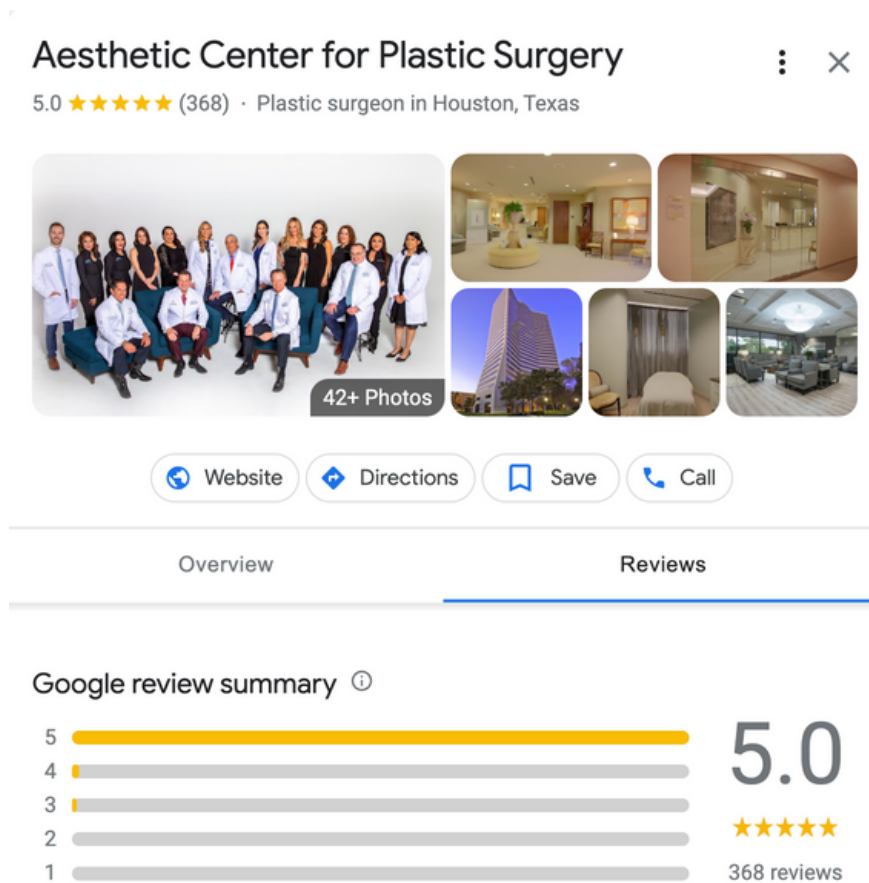 Aesthetic Center for Plastic Surgery
5.0 (368) · Plastic surgeon in Houston, Texas
42+ Photos
Website Directions Save Call
Overview Reviews
Google review summary
5
4
3
2
1
5.0
368 reviews